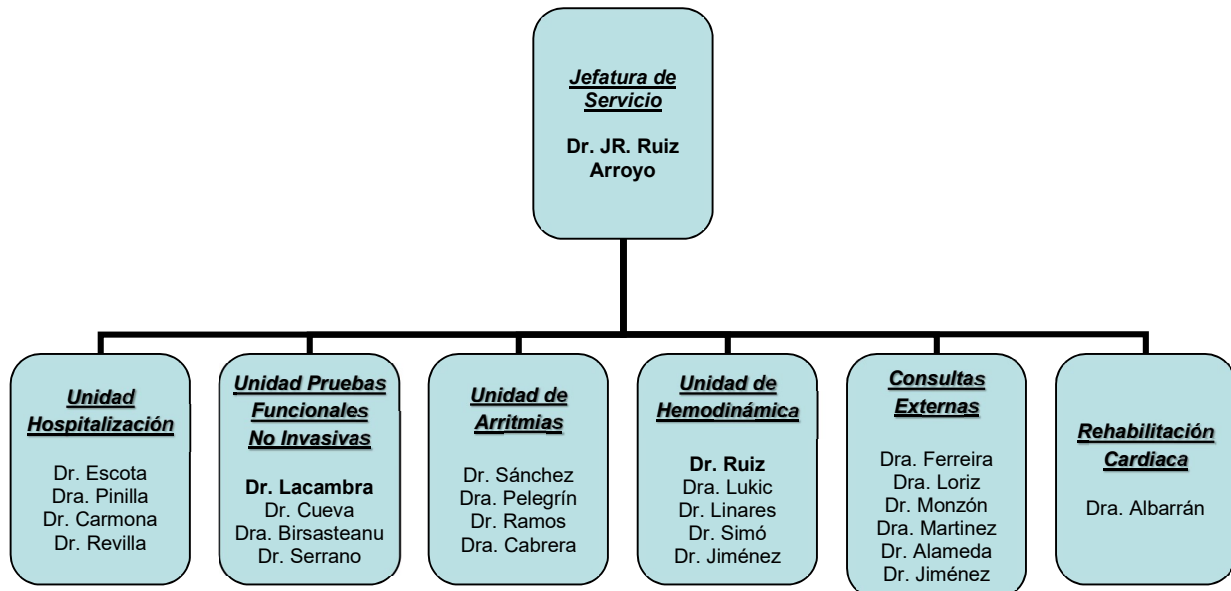 Jefatura de
Servicio
Dr. JR. Ruiz
Arroyo
Unidad
Hospitalización
Dr. Escota
Dra. Pinilla
Dr. Carmona
Dr. Revilla
Unidad Pruebas
Funcionales
No Invasivas
Dr. Lacambra
Dr. Cueva
Dra. Birsasteanu
Dr. Serrano
Unidad de
Arritmias
Dr. Sánchez
Dra. Pelegrín
Dr. Ramos
Dra. Cabrera
Unidad de
Hemodinámica
Dr. Ruiz
Dra. Lukic
Dr. Linares
Dr. Simó
Dr. Jiménez
Consultas
Externas
Dra. Ferreira
Dra. Loriz
Dr. Monzón
Dra. Martinez
Dr. Alameda
Dr. Jiménez
Rehabilitación
Cardiaca
Dra. Albarrán